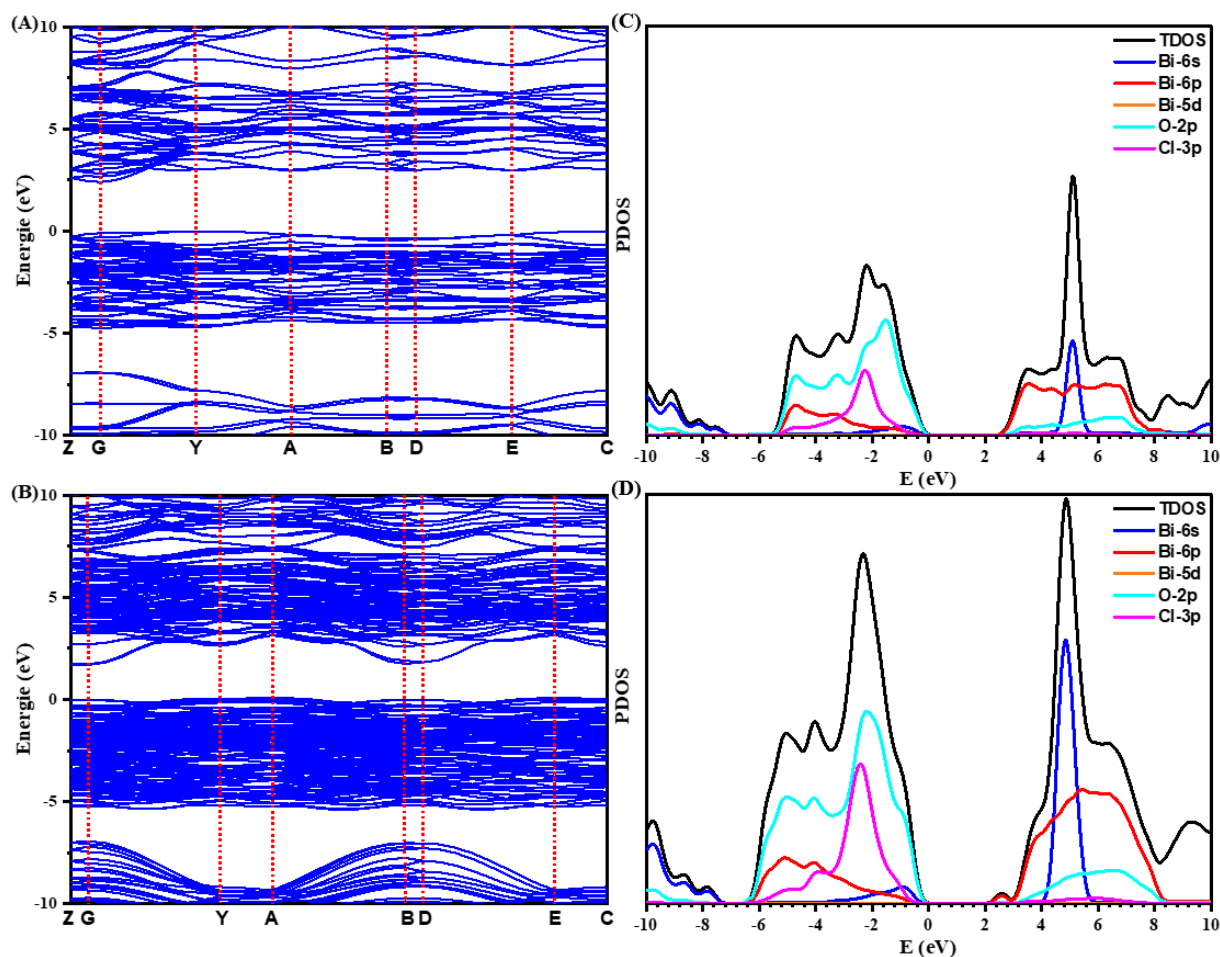 (A)
10
5
0
-5
-10
Energie (eV)
Z G Y A B D E C
(C)
TDOS
Bi-6s
Bi-6p
Bi-5d
O-2p
Cl-3p
PDOS
-10 -8 -6 -4 -2 0 2 4 6 8 10
E (eV)
(B)
10
5
0
-5
-10
Energie (eV)
Z G Y A B D E C
(D)
TDOS
Bi-6s
Bi-6p
Bi-5d
O-2p
Cl-3p
PDOS
-10 -8 -6 -4 -2 0 2 4 6 8 10
E (eV)